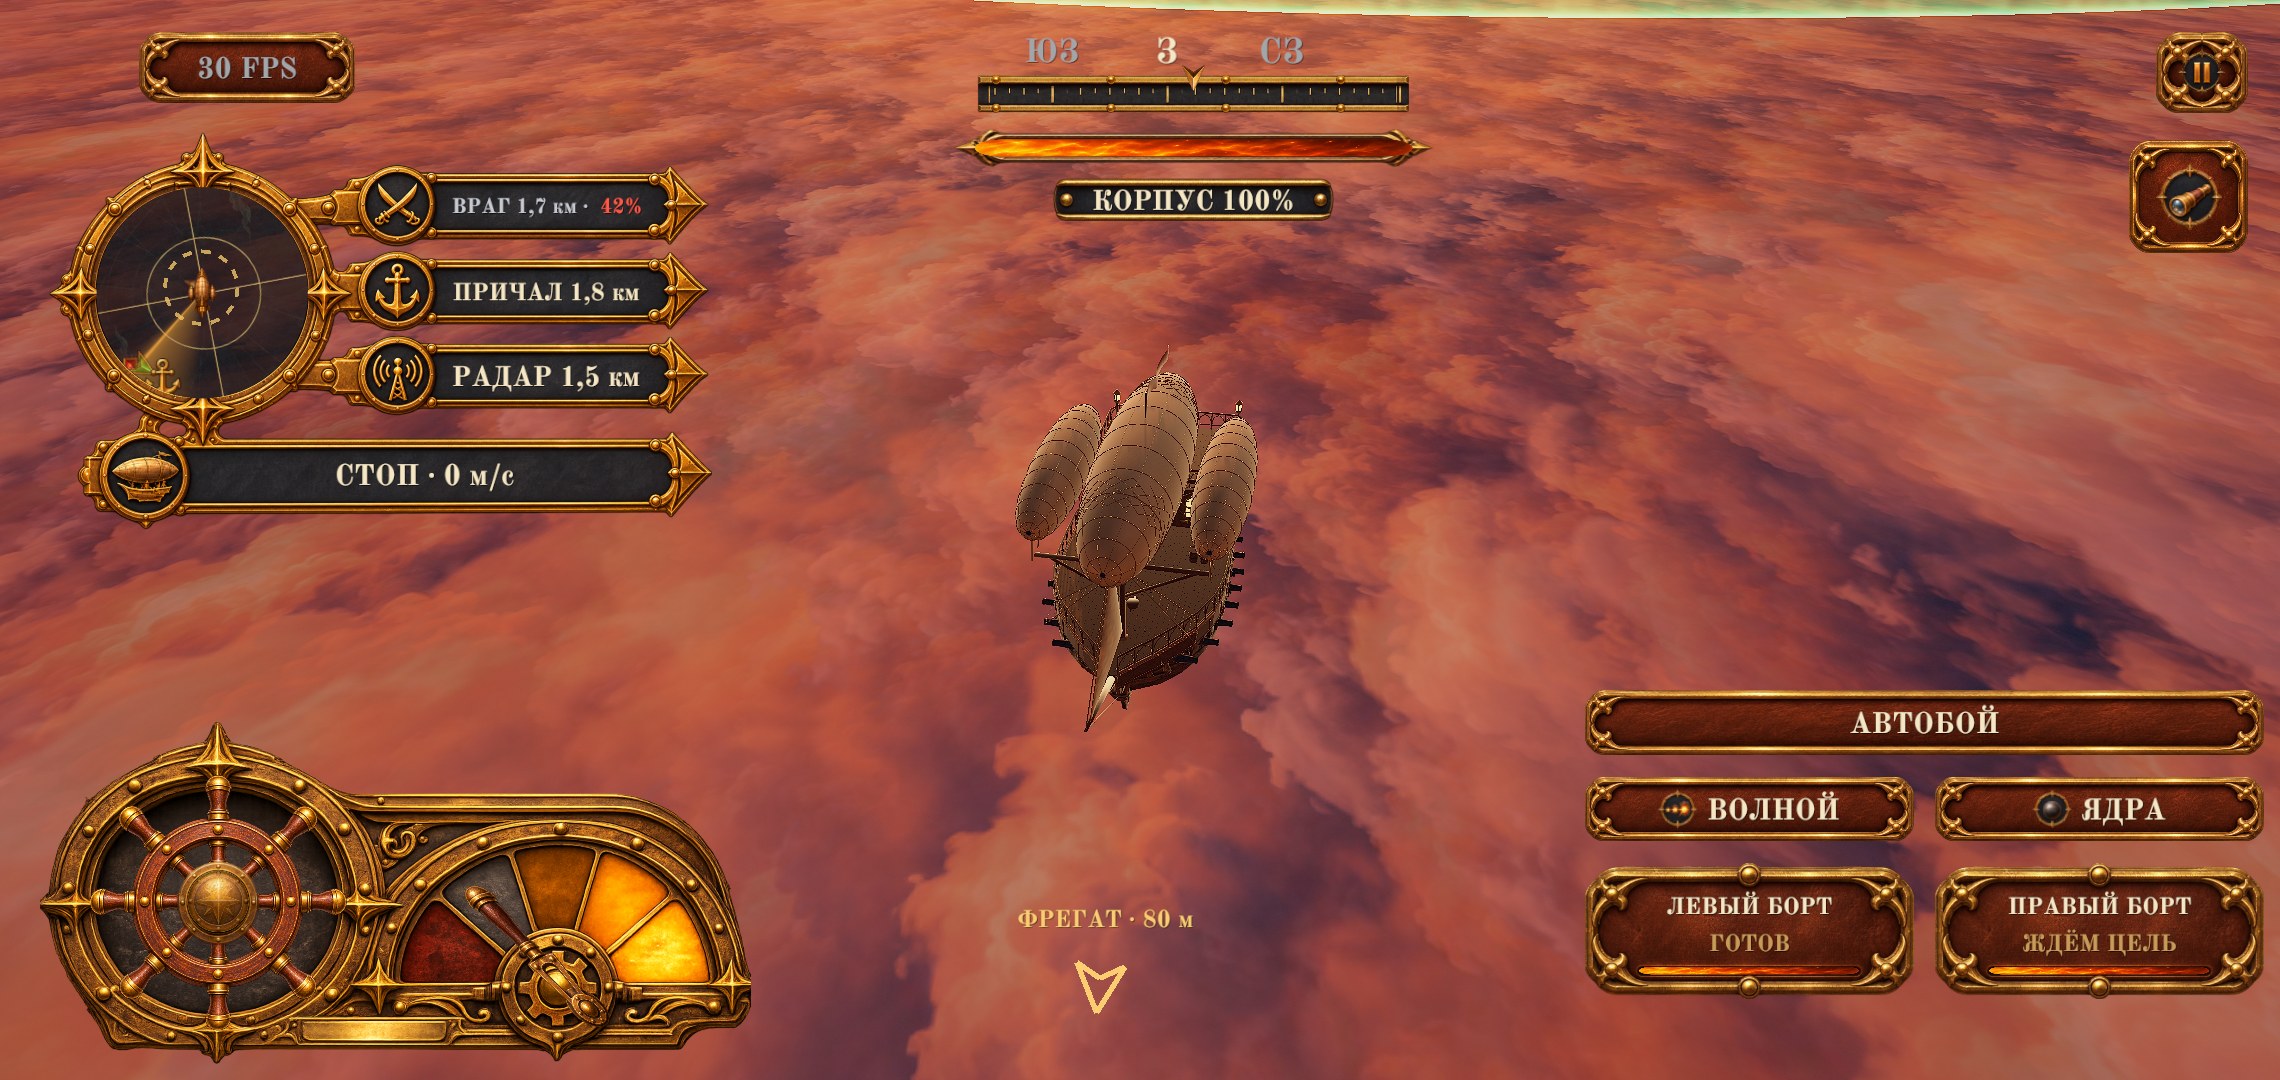 30 FPS
ЮЗ З СЗ
КОРПУС 100%
ВРАГ 1,7 км · 42%
ПРИЧАЛ 1,8 км
РАДАР 1,5 км
СТОП · 0 м/с
ФРЕГАТ · 80 м
АВТОБОЙ
ВОЛНОЙ
ЯДРА
ЛЕВЫЙ БОРТ
ГОТОВ
ПРАВЫЙ БОРТ
ЖДЁМ ЦЕЛЬ